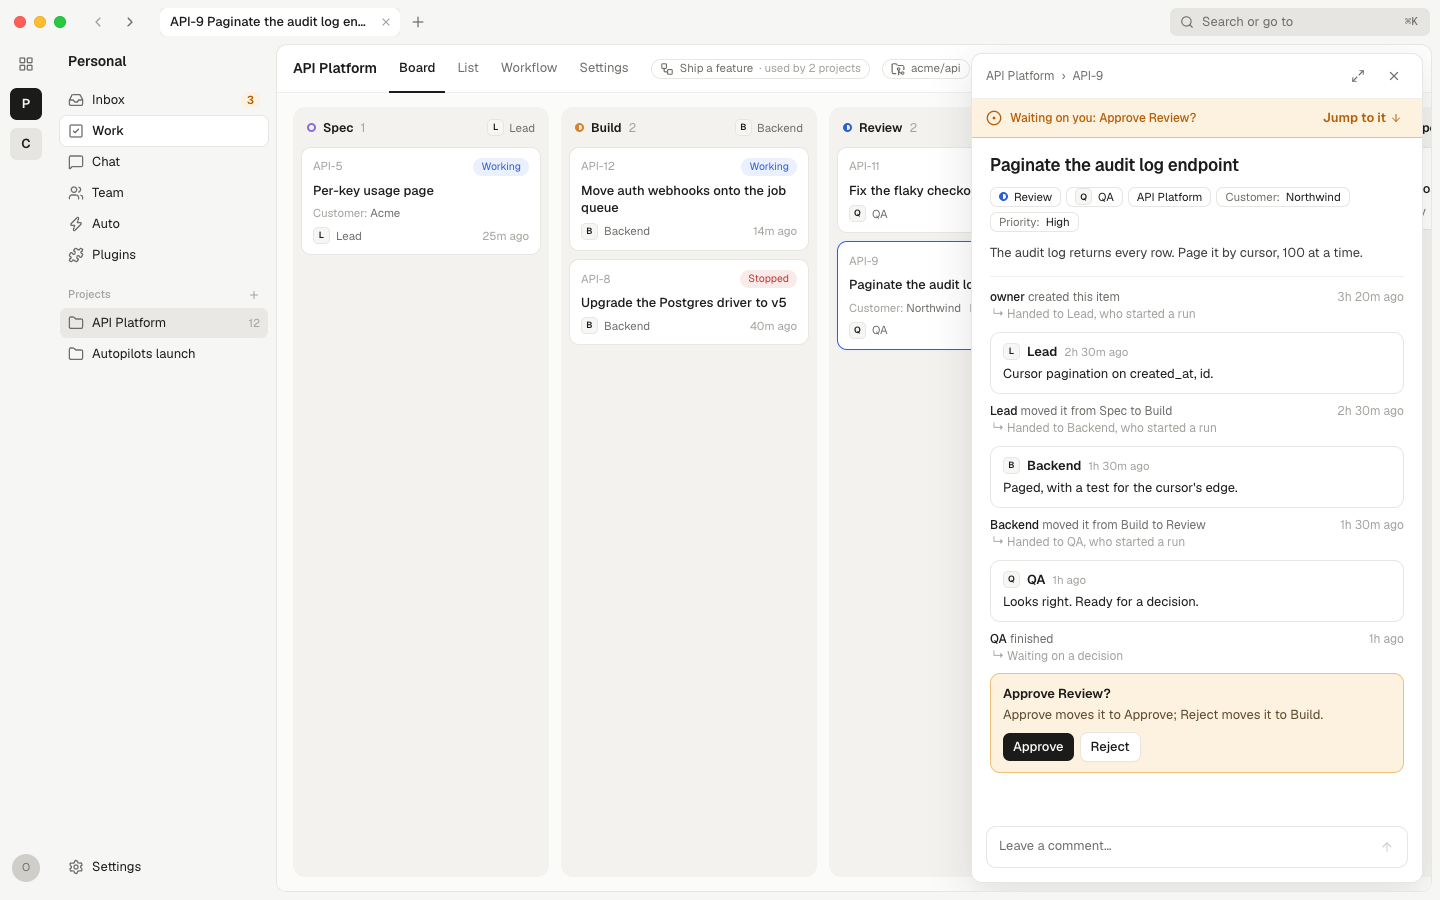 API-9 Paginate the audit log en...
Search or go to
⌘K
P
C
Personal
Inbox 3
Work
Chat
Team
Auto
Plugins
Projects
API Platform 12
Autopilots launch
O
Settings
API Platform
Board
List
Workflow
Settings
Ship a feature · used by 2 projects
acme/api
Spec 1
L Lead
API-5
Working
Per-key usage page
Customer: Acme
L Lead 25m ago
Build 2
B Backend
API-12
Working
Move auth webhooks onto the job
queue
B Backend 14m ago
API-8
Stopped
Upgrade the Postgres driver to v5
B Backend 40m ago
Review 2
API-11
Fix the flaky checko
Q QA
API-9
Paginate the audit lo
Customer: Northwind
Q QA
API Platform › API-9
Waiting on you: Approve Review?
Jump to it ↓
Paginate the audit log endpoint
Review
Q QA
API Platform
Customer: Northwind
Priority: High
The audit log returns every row. Page it by cursor, 100 at a time.
owner created this item 3h 20m ago
Handed to Lead, who started a run
L Lead 2h 30m ago
Cursor pagination on created_at, id.
Lead moved it from Spec to Build 2h 30m ago
Handed to Backend, who started a run
B Backend 1h 30m ago
Paged, with a test for the cursor's edge.
Backend moved it from Build to Review 1h 30m ago
Handed to QA, who started a run
Q QA 1h ago
Looks right. Ready for a decision.
QA finished 1h ago
Waiting on a decision
Approve Review?
Approve moves it to Approve; Reject moves it to Build.
Approve
Reject
Leave a comment...